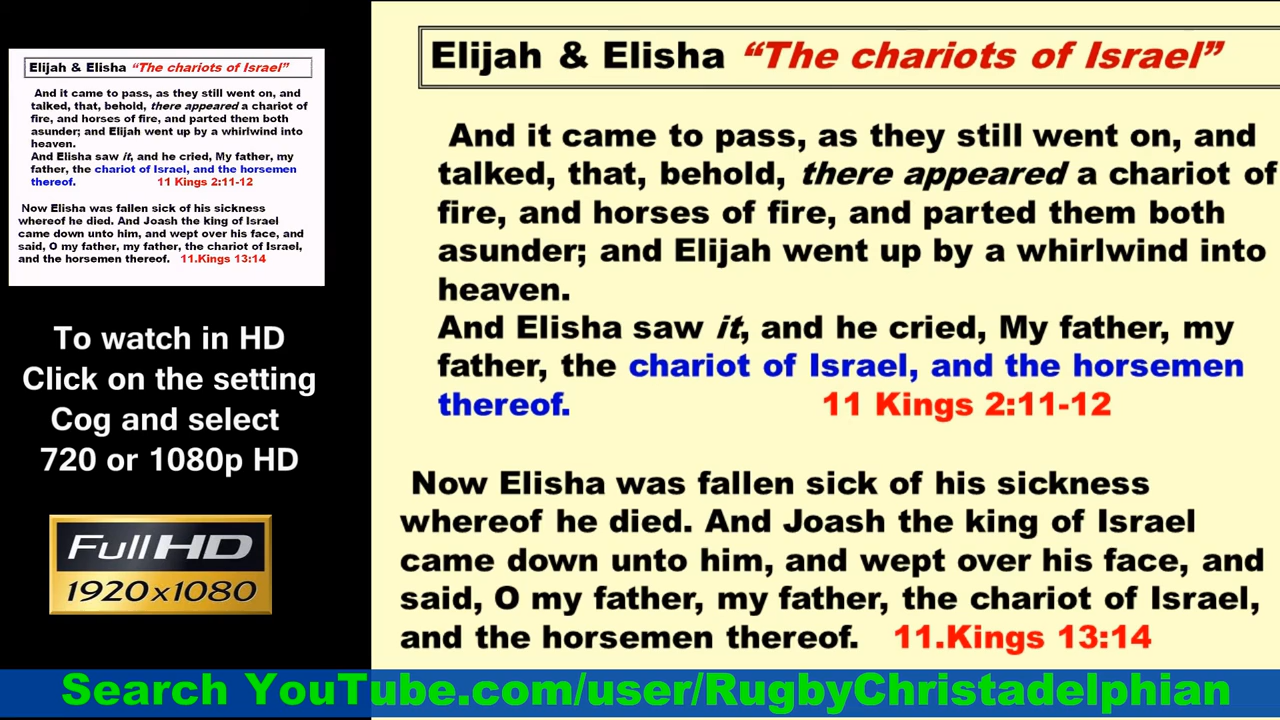 Elijah & Elisha “The chariots of Israel”
And it came to pass, as they still went on, and
talked, that, behold, there appeared a chariot of
fire, and horses of fire, and parted them both
asunder; and Elijah went up by a whirlwind into
heaven.
And Elisha saw it, and he cried, My father, my
father, the chariot of Israel, and the horsemen
thereof. 11 Kings 2:11-12
Now Elisha was fallen sick of his sickness
whereof he died. And Joash the king of Israel
came down unto him, and wept over his face, and
said, O my father, my father, the chariot of Israel,
and the horsemen thereof. 11.Kings 13:14
To watch in HD
Click on the setting
Cog and select
720 or 1080p HD
Full HD
1920x1080
Elijah & Elisha “The chariots of Israel”
And it came to pass, as they still went on, and
talked, that, behold, there appeared a chariot of
fire, and horses of fire, and parted them both
asunder; and Elijah went up by a whirlwind into
heaven.
And Elisha saw it, and he cried, My father, my
father, the chariot of Israel, and the horsemen
thereof. 11 Kings 2:11-12
Now Elisha was fallen sick of his sickness
whereof he died. And Joash the king of Israel
came down unto him, and wept over his face, and
said, O my father, my father, the chariot of Israel,
and the horsemen thereof. 11.Kings 13:14
Search YouTube.com/user/RugbyChristadelphian